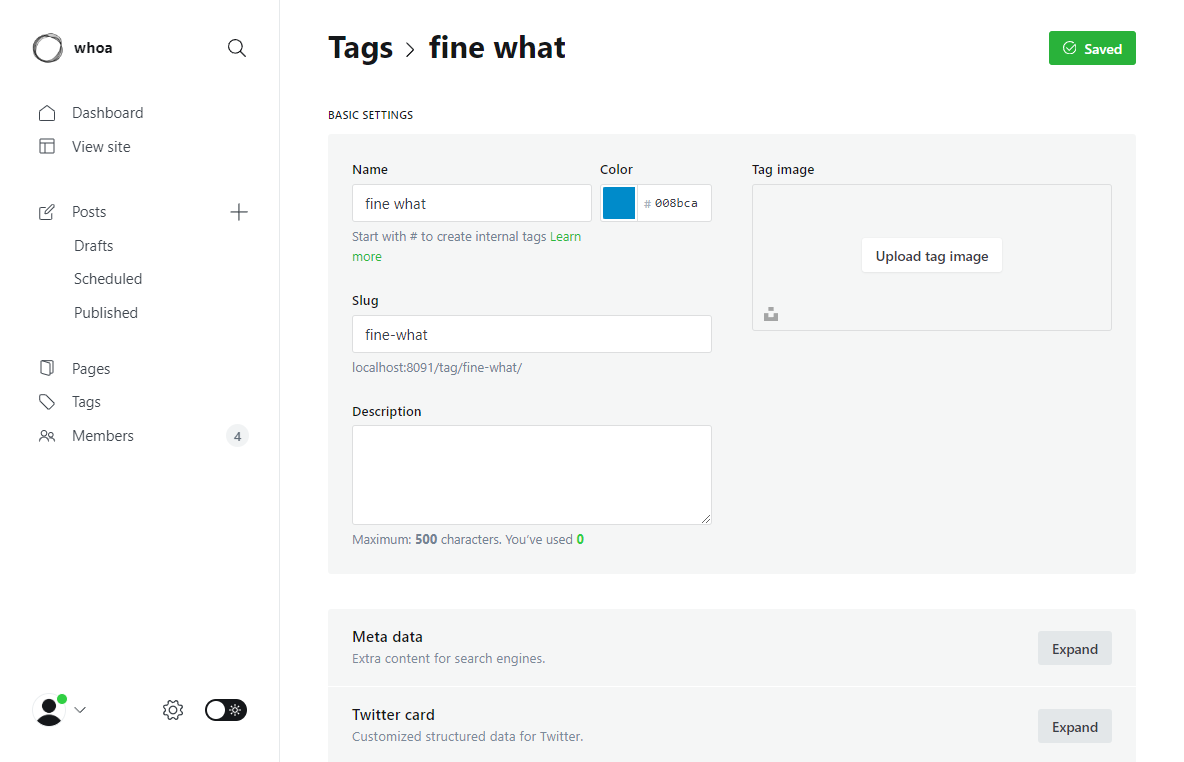 whoa
Dashboard
View site
Posts
Drafts
Scheduled
Published
Pages
Tags
Members 4
Tags > fine what
Saved
BASIC SETTINGS
Name
fine what
Start with # to create internal tags Learn
more
Color
# 008bca
Slug
fine-what
localhost:8091/tag/fine-what/
Description
Maximum: 500 characters. You’ve used 0
Tag image
Upload tag image
Meta data
Extra content for search engines.
Expand
Twitter card
Customized structured data for Twitter.
Expand